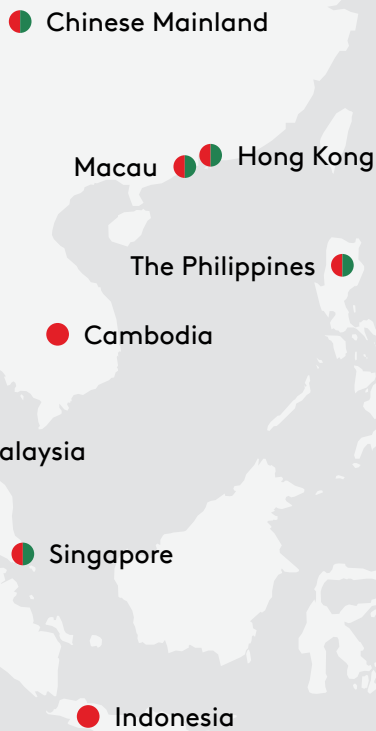 Chinese Mainland
Hong Kong
Macau
The Philippines
Cambodia
alaysia
Singapore
Indonesia